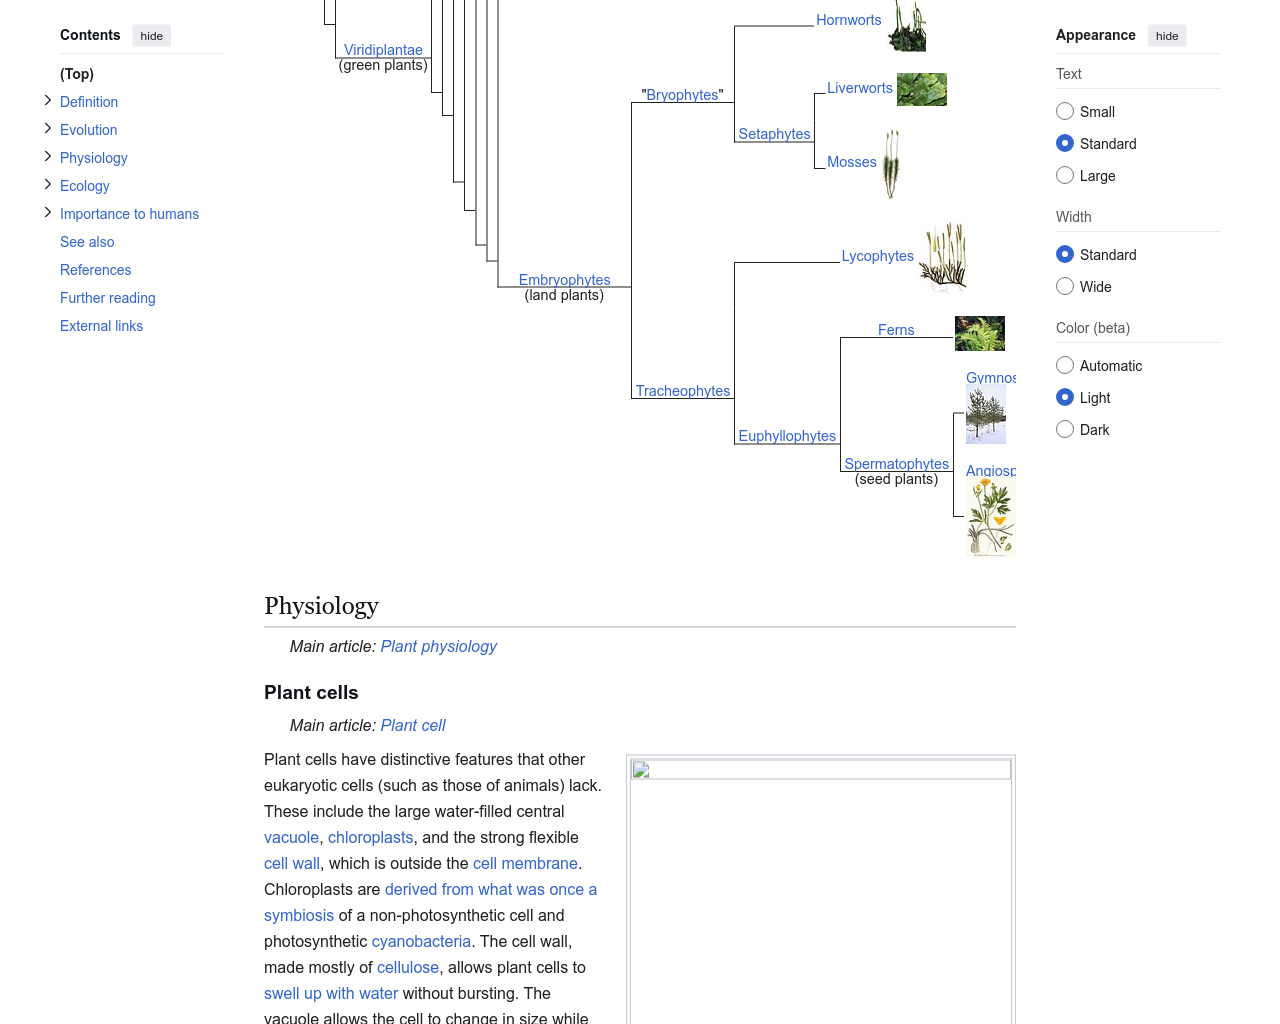 Contents hide
(Top)
Definition
Evolution
Physiology
Ecology
Importance to humans
See also
References
Further reading
External links
Viridiplantae
(green plants)
Embryophytes
(land plants)
"Bryophytes"
Hornworts
Setaphytes
Liverworts
Mosses
Tracheophytes
Lycophytes
Euphyllophytes
Ferns
Spermatophytes
(seed plants)
Gymnos
Angiosp
Physiology
Main article: Plant physiology
Plant cells
Main article: Plant cell
Plant cells have distinctive features that other
eukaryotic cells (such as those of animals) lack.
These include the large water-filled central
vacuole, chloroplasts, and the strong flexible
cell wall, which is outside the cell membrane.
Chloroplasts are derived from what was once a
symbiosis of a non-photosynthetic cell and
photosynthetic cyanobacteria. The cell wall,
made mostly of cellulose, allows plant cells to
swell up with water without bursting. The
vacuole allows the cell to change in size while
Appearance hide
Text
Small
Standard
Large
Width
Standard
Wide
Color (beta)
Automatic
Light
Dark